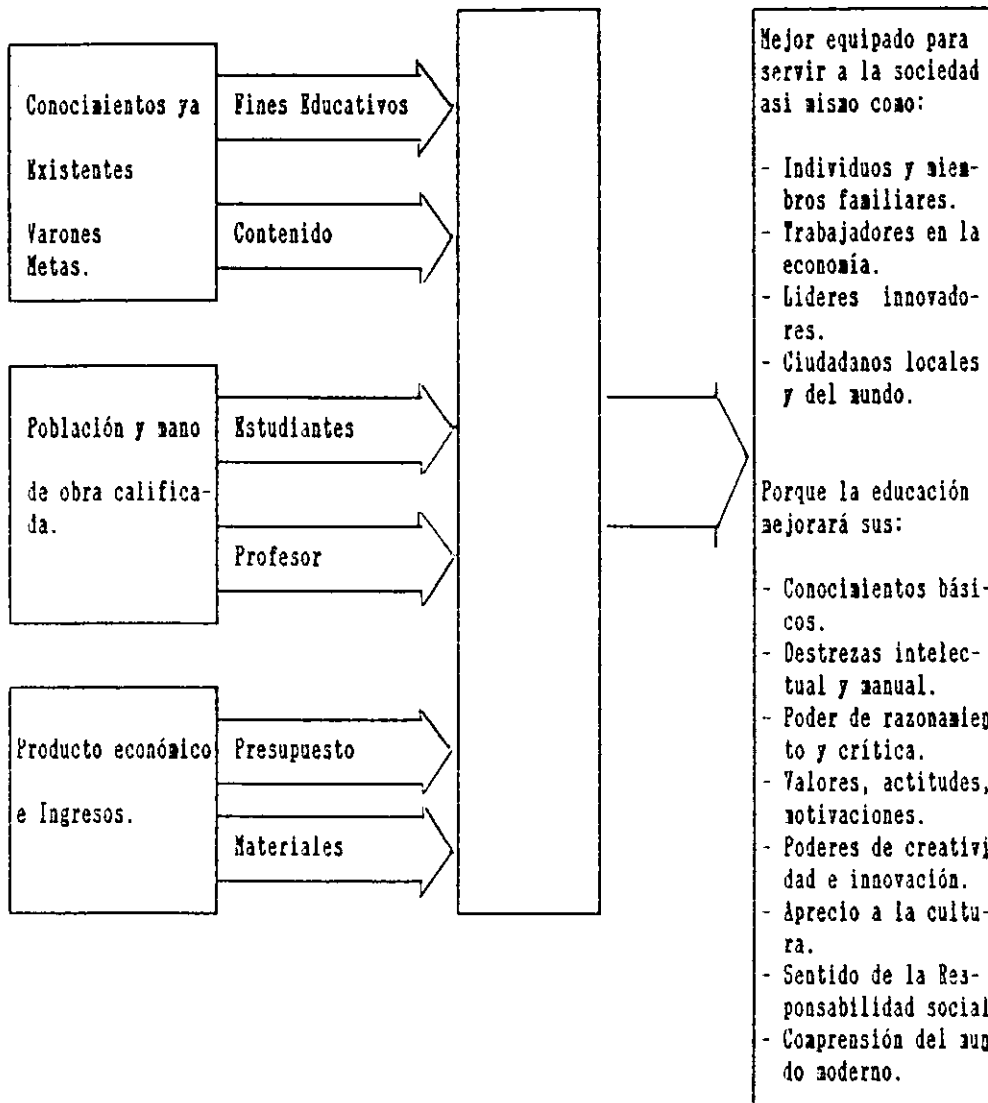 Conocimientos ya
Existentes
Varones
Metas.
Fines Educativos
Contenido
Población y mano
de obra califica-
da.
Estudiantes
Profesor
Producto económico
e Ingresos.
Presupuesto
Materiales
Mejor equipado para
servir a la sociedad
asi mismo como:
- Individuos y miem-
bros familiares.
- Trabajadores en la
economía.
- Lideres innovado-
res.
- Ciudadanos locales
y del mundo.
Porque la educación
mejorará sus:
- Conocimientos bási-
cos.
- Destrezas intelec-
tual y manual.
- Poder de razonamien
to y crítica.
- Valores, actitudes,
motivaciones.
- Poderes de creativi
dad e innovación.
- Aprecio a la cultu-
ra.
- Sentido de la Res-
ponsabilidad social
- Comprensión del mun
do moderno.